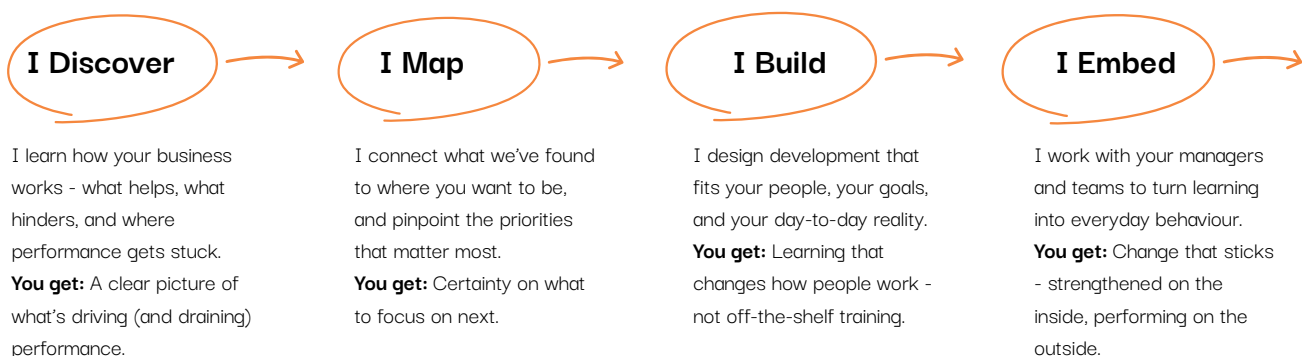 I Discover
I learn how your business
works - what helps, what
hinders, and where
performance gets stuck.
You get: A clear picture of
what's driving (and draining)
performance.
I Map
I connect what we've found
to where you want to be,
and pinpoint the priorities
that matter most.
You get: Certainty on what
to focus on next.
I Build
I design development that
fits your people, your goals,
and your day-to-day reality.
You get: Learning that
changes how people work -
not off-the-shelf training.
I Embed
I work with your managers
and teams to turn learning
into everyday behaviour.
You get: Change that sticks
- strengthened on the
inside, performing on the
outside.